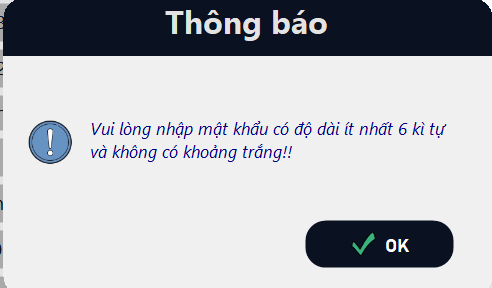 Thông báo
Vui lòng nhập mật khẩu có độ dài ít nhất 6 kì tự
và không có khoảng trắng!!
OK